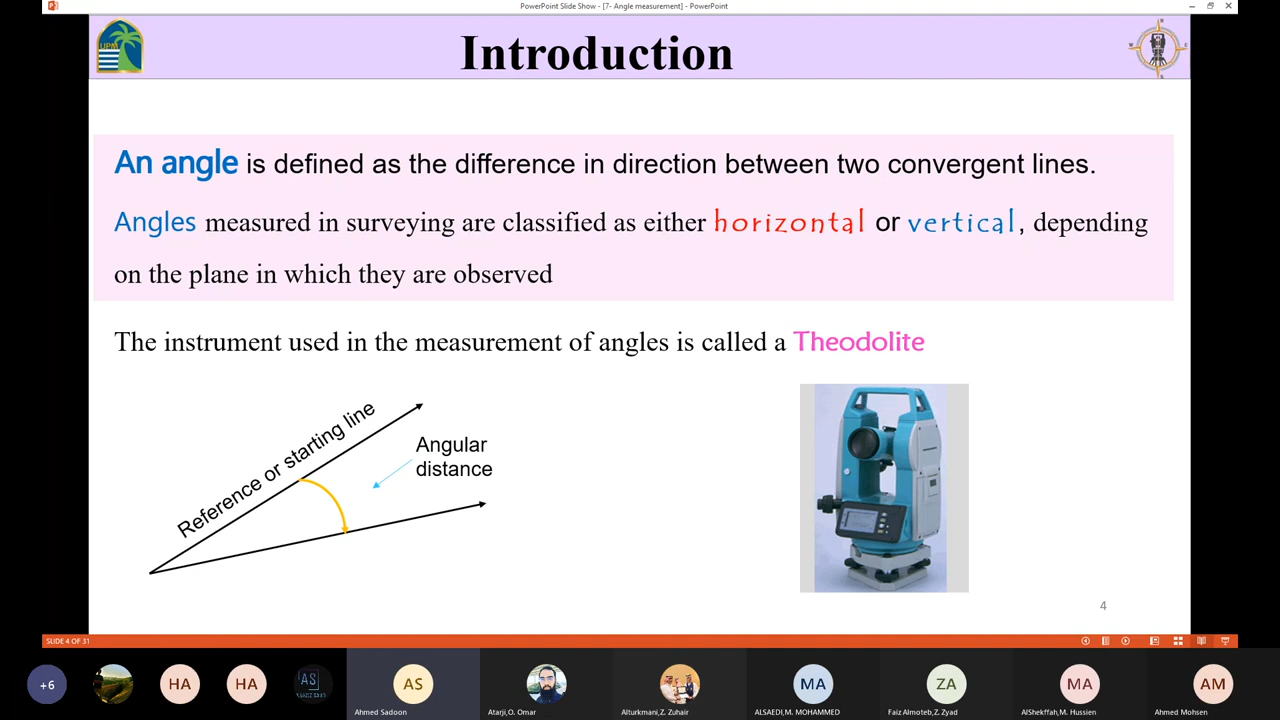 PowerPoint Slide Show - [7- Angle measurement] - PowerPoint
UPM
Introduction
An angle is defined as the difference in direction between two convergent lines.
Angles measured in surveying are classified as either horizontal or vertical, depending
on the plane in which they are observed
The instrument used in the measurement of angles is called a Theodolite
Reference or starting line
Angular
distance
4
SLIDE 4 OF 31
+6
HA
HA
AS
AS
MA
ZA
MA
AM
Ahmed Sadoon
Atarji,O. Omar
Alturkmani,Z. Zuhair
ALSAEDI,M. MOHAMMED
Faiz Almoteb,Z. Zyad
AlShekffah,M. Hussien
Ahmed Mohsen